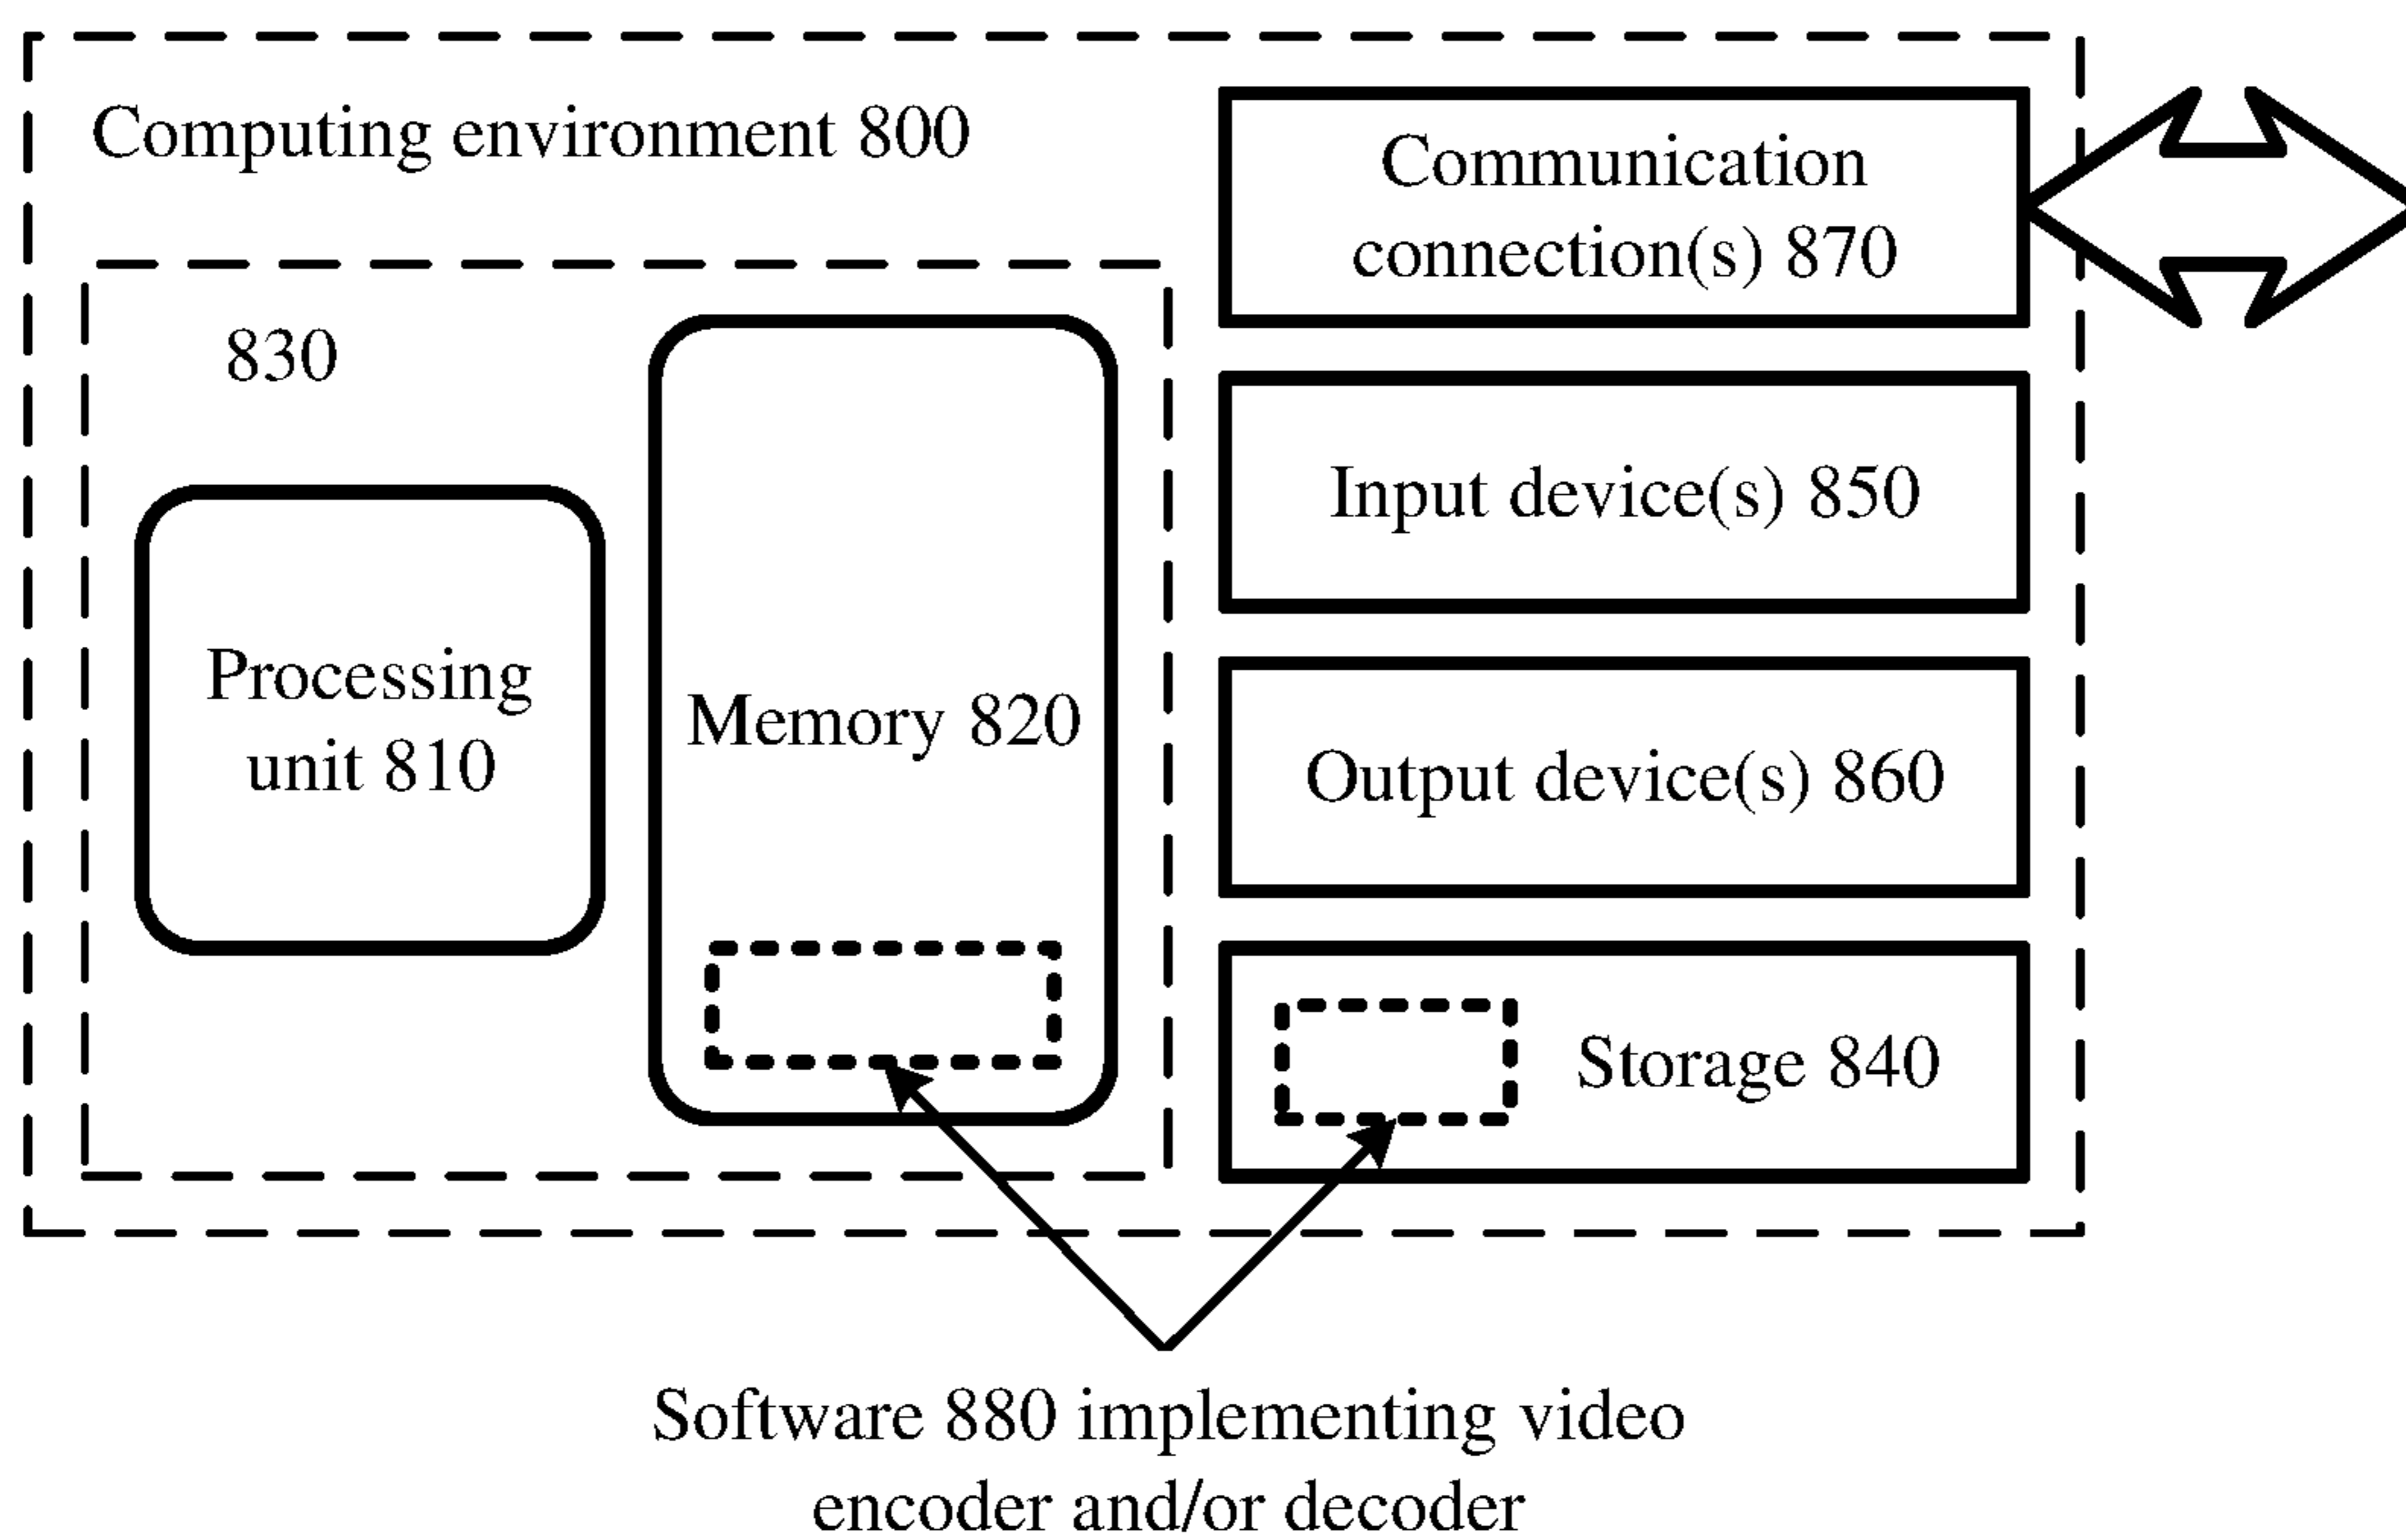 Computing environment 800
Communication
connection(s) 870
830
Input device(s) 850
Processing
unit 810
Memory 820
Output device(s) 860
Storage 840
Software 880 implementing video
encoder and/or decoder